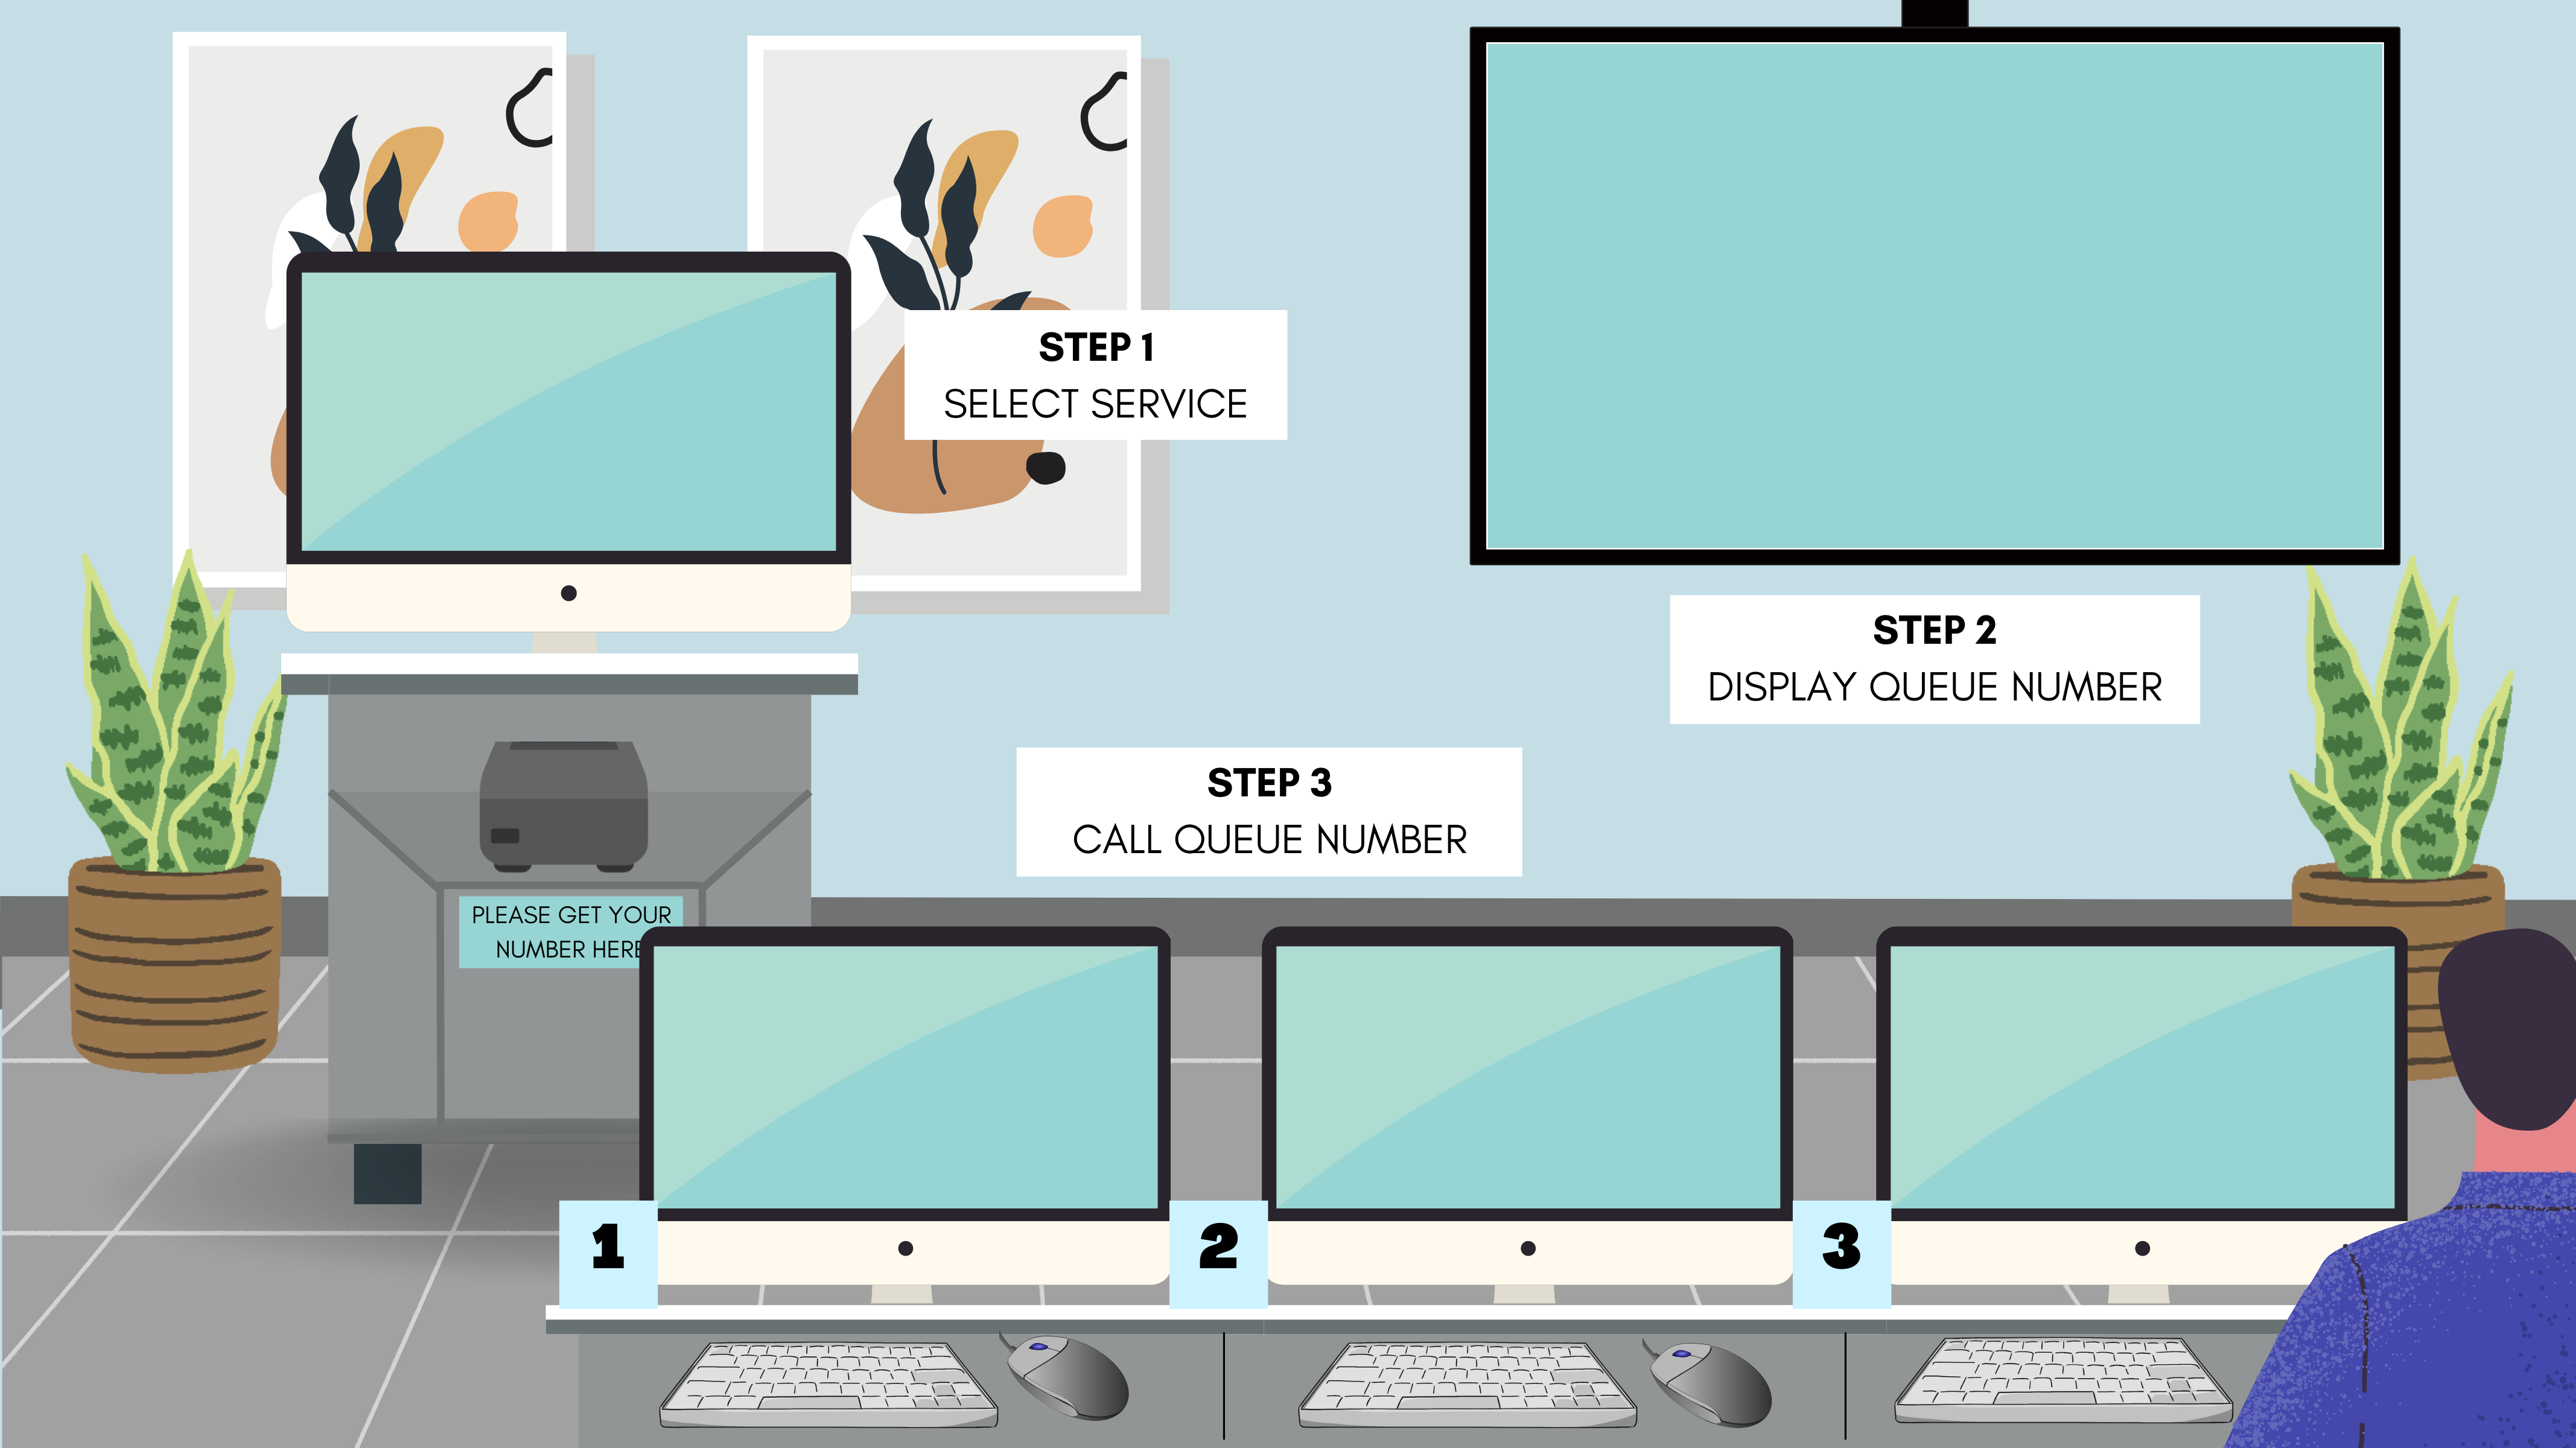 STEP 1
SELECT SERVICE
STEP 2
DISPLAY QUEUE NUMBER
STEP 3
CALL QUEUE NUMBER
PLEASE GET YOUR
NUMBER HERE
1
2
3